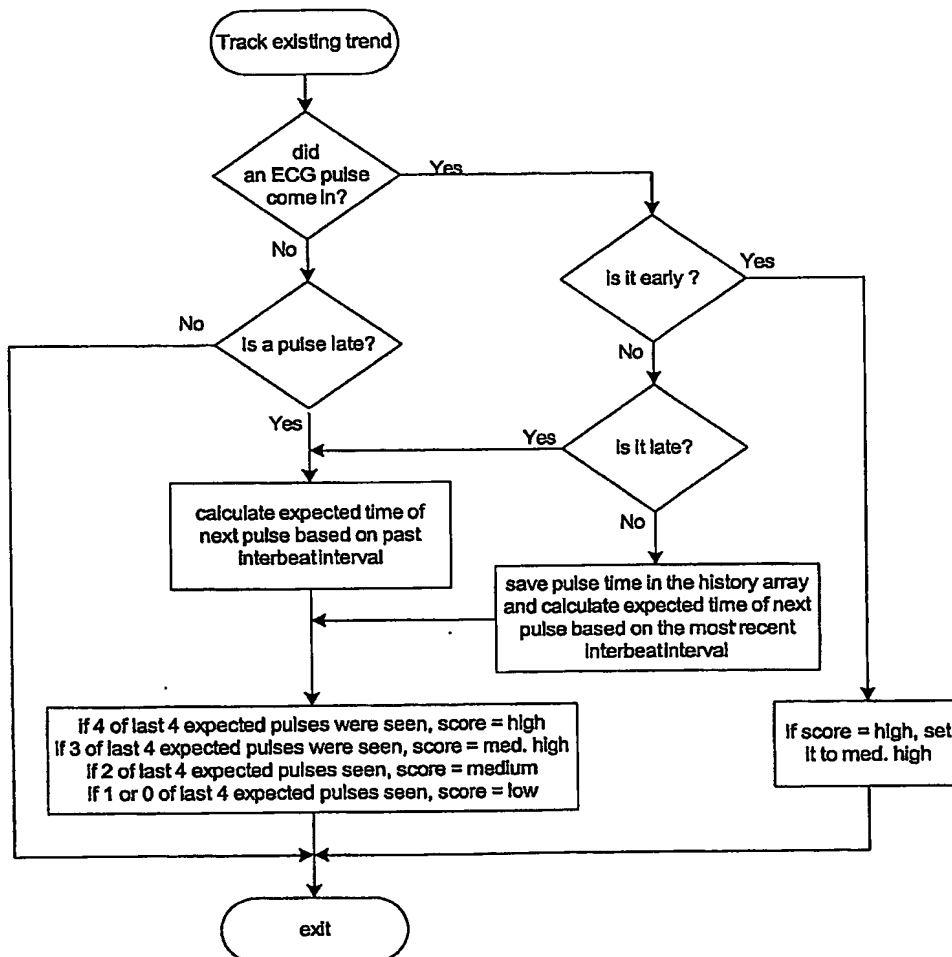 Track existing trend
did
an ECG pulse
come in?
Yes
No
is it early ?
Yes
No
is a pulse late?
No
Yes
Yes
is it late?
No
calculate expected time of
next pulse based on past
interbeat interval
save pulse time in the history array
and calculate expected time of next
pulse based on the most recent
interbeat interval
if 4 of last 4 expected pulses were seen, score = high
if 3 of last 4 expected pulses were seen, score = med. high
if 2 of last 4 expected pulses seen, score = medium
if 1 or 0 of last 4 expected pulses seen, score = low
if score = high, set
it to med. high
exit